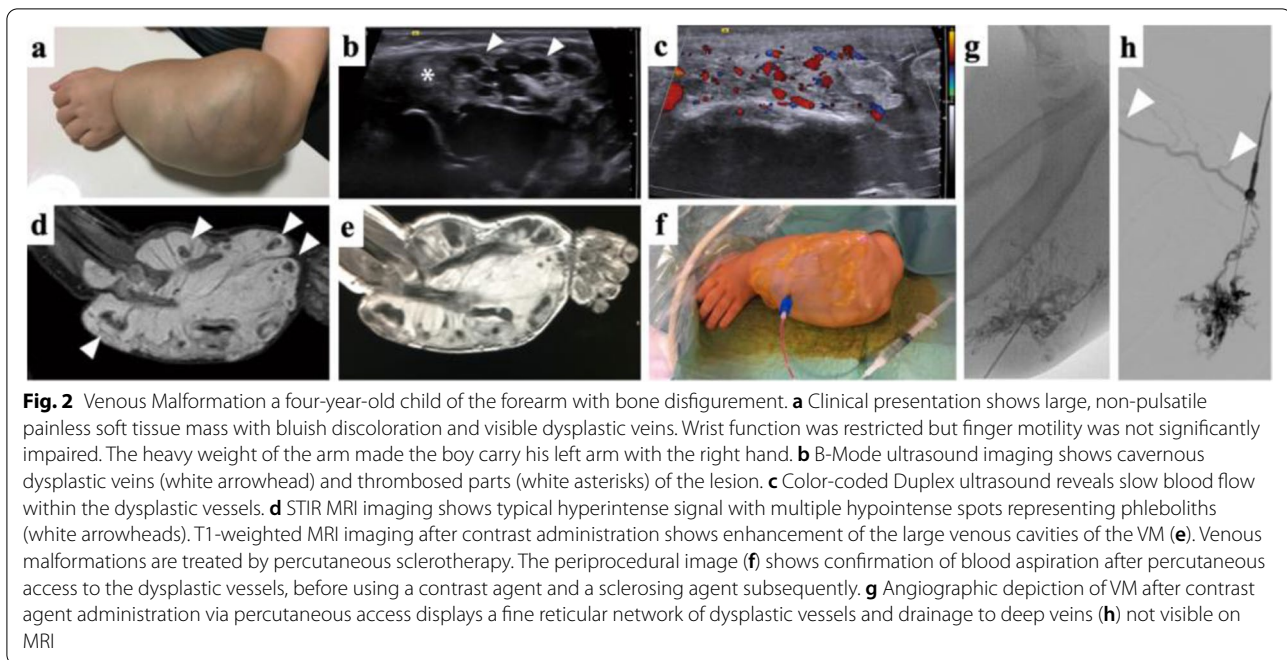 a
b
c
g
h
*
d
e
f
Fig. 2 Venous Malformation a four-year-old child of the forearm with bone disfigurement. a Clinical presentation shows large, non-pulsatile
painless soft tissue mass with bluish discoloration and visible dysplastic veins. Wrist function was restricted but finger motility was not significantly
impaired. The heavy weight of the arm made the boy carry his left arm with the right hand. b B-Mode ultrasound imaging shows cavernous
dysplastic veins (white arrowhead) and thrombosed parts (white asterisks) of the lesion. c Color-coded Duplex ultrasound reveals slow blood flow
within the dysplastic vessels. d STIR MRI imaging shows typical hyperintense signal with multiple hypointense spots representing phleboliths
(white arrowheads). T1-weighted MRI imaging after contrast administration shows enhancement of the large venous cavities of the VM (e). Venous
malformations are treated by percutaneous sclerotherapy. The periprocedural image (f) shows confirmation of blood aspiration after percutaneous
access to the dysplastic vessels, before using a contrast agent and a sclerosing agent subsequently. g Angiographic depiction of VM after contrast
agent administration via percutaneous access displays a fine reticular network of dysplastic vessels and drainage to deep veins (h) not visible on
MRI